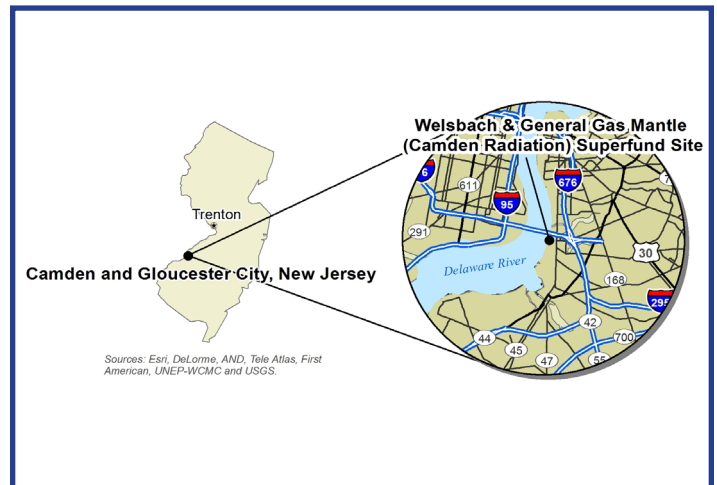 Trenton
Camden and Gloucester City, New Jersey
Sources: Esri, DeLorme, AND, Tele Atlas, First
American, UNEP-WCMC and USGS.
Welsbach & General Gas Mantle
(Camden Radiation) Superfund Site
6
611
676
95
291
30
Delaware River
168
295
42
44
700
45
47
55